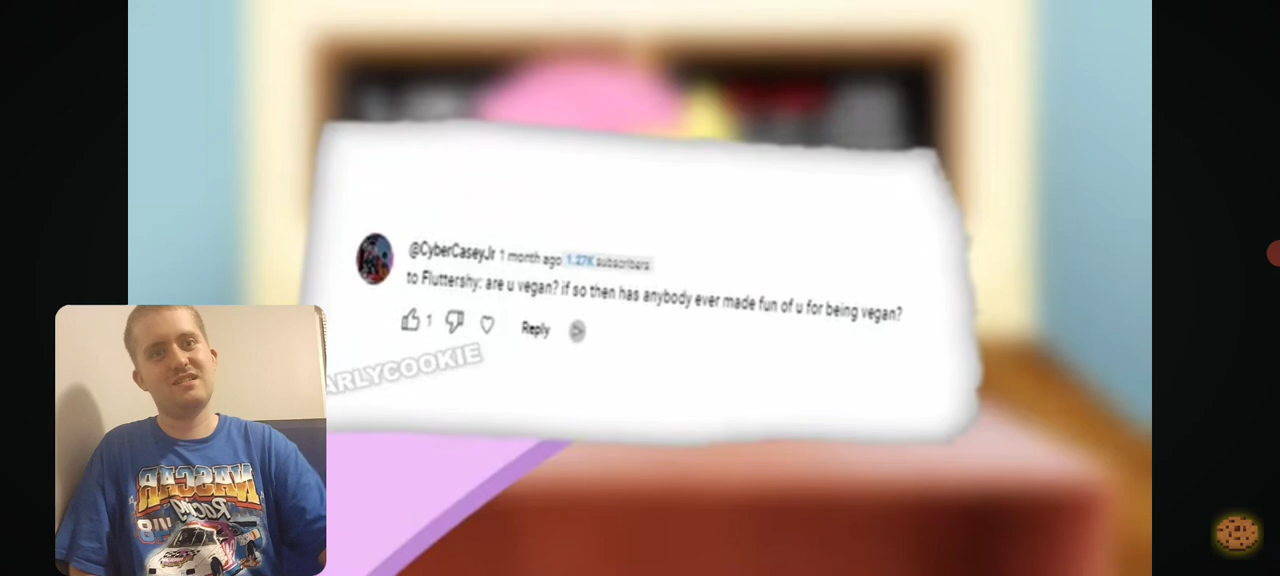 @CyberCaseyJr 1 month ago 1.27K subscribers
to Fluttershy: are u vegan? if so then has anybody ever made fun of u for being vegan?
1 Reply
ARLYCOOKIE
NASCAR
Racing